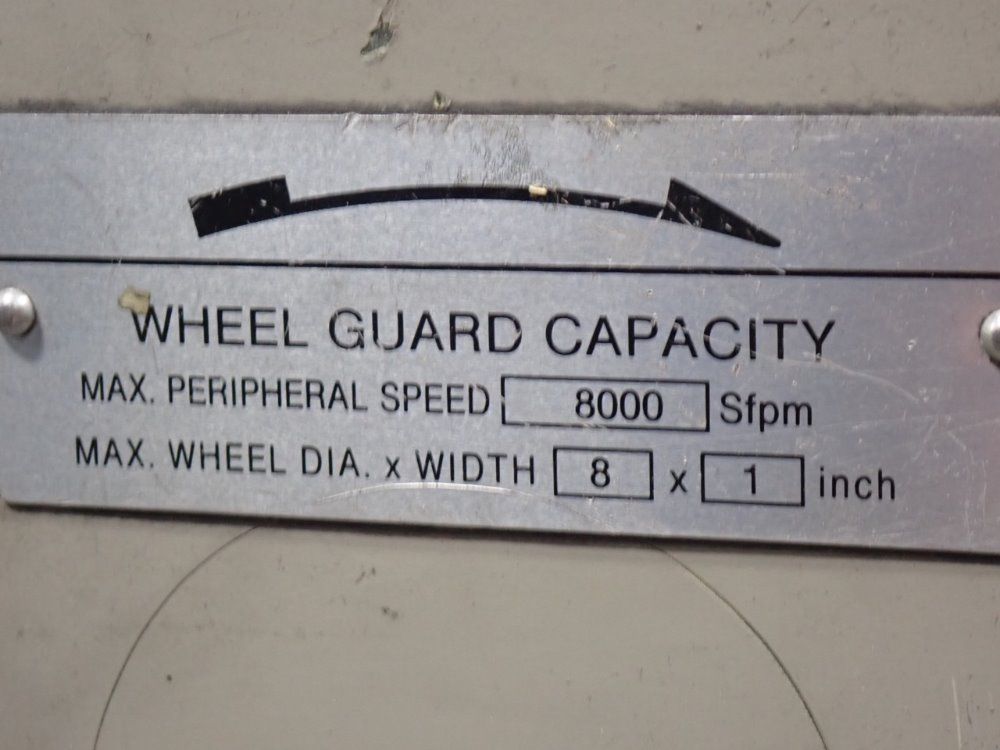 WHEEL GUARD CAPACITY
MAX. PERIPHERAL SPEED 8000 Sfpm
MAX. WHEEL DIA. x WIDTH 8 x 1 inch